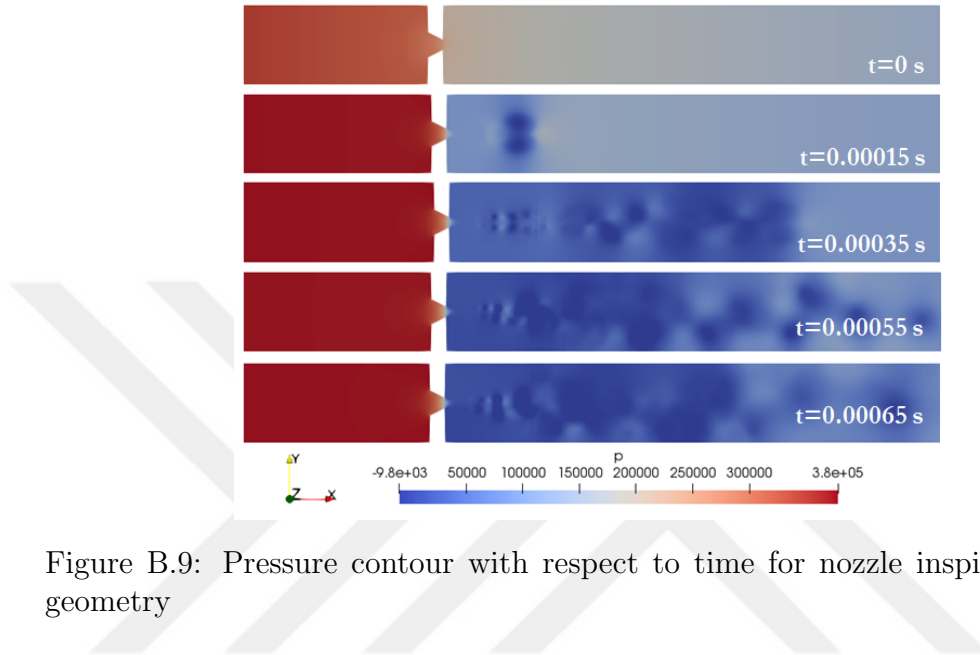 t=0 s
t=0.00015 s
t=0.00035 s
t=0.00055 s
t=0.00065 s
Y
Z X
p
-9.8e+03 50000 100000 150000 200000 250000 300000 3.8e+05
Figure B.9: Pressure contour with respect to time for nozzle inspi
geometry